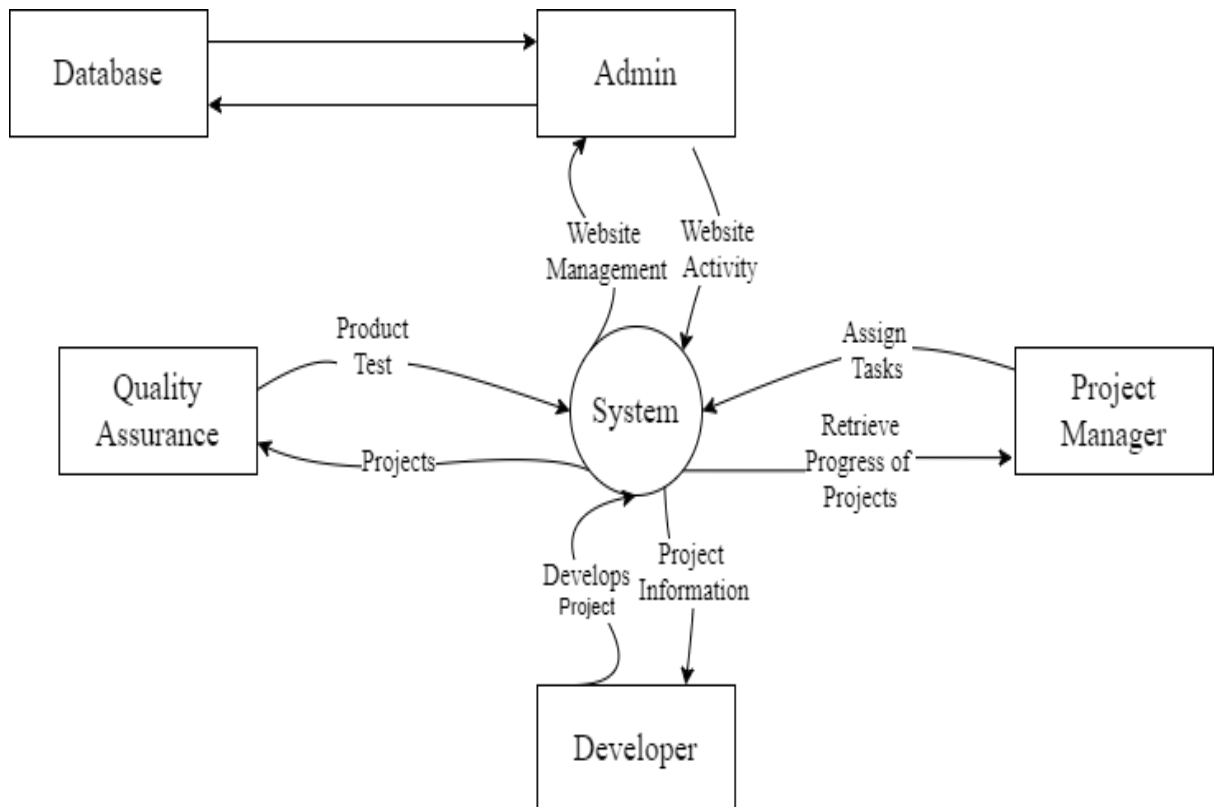 Database
Admin
Website
Management
Website
Activity
Product
Test
Assign
Tasks
Quality
Assurance
System
Project
Manager
Projects
Retrieve
Progress of
Projects
Develops
Project
Project
Information
Developer